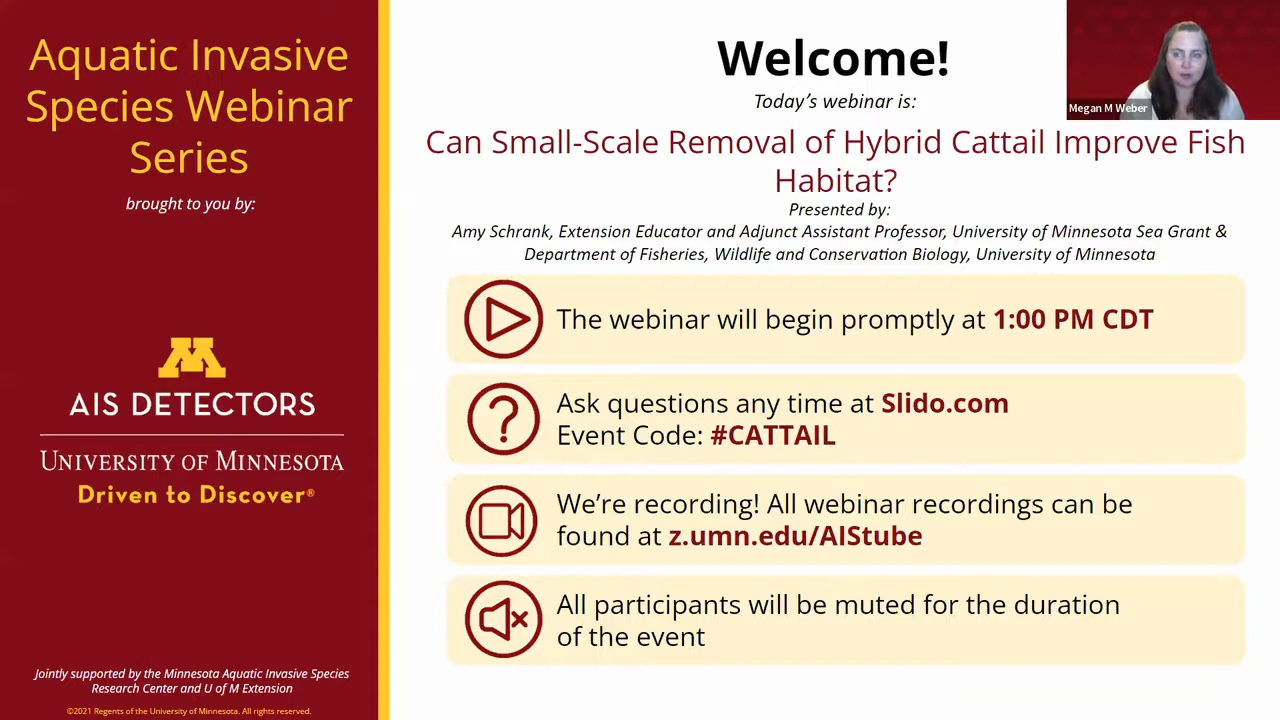 Aquatic Invasive
Species Webinar
Series
brought to you by:
AIS DETECTORS
UNIVERSITY OF MINNESOTA
Driven to Discover®
Jointly supported by the Minnesota Aquatic Invasive Species
Research Center and U of M Extension
©2021 Regents of the University of Minnesota. All rights reserved.
Welcome!
Today's webinar is:
Can Small-Scale Removal of Hybrid Cattail Improve Fish
Habitat?
Presented by:
Amy Schrank, Extension Educator and Adjunct Assistant Professor, University of Minnesota Sea Grant &
Department of Fisheries, Wildlife and Conservation Biology, University of Minnesota
The webinar will begin promptly at 1:00 PM CDT
Ask questions any time at Slido.com
Event Code: #CATTAIL
We're recording! All webinar recordings can be
found at z.umn.edu/AIStube
All participants will be muted for the duration
of the event
Megan M Weber